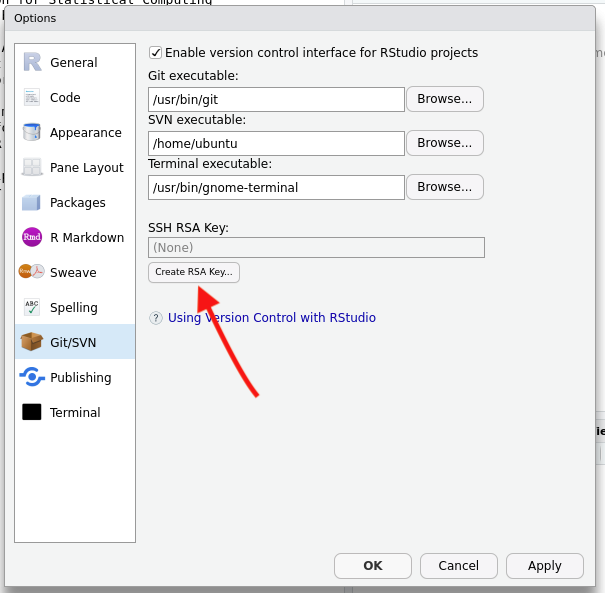 on for Statistical Computing
Options
General
Code
Appearance
Pane Layout
Packages
Rmd
R Markdown
Sweave
ABC
Spelling
Git/SVN
Publishing
Terminal
Enable version control interface for RStudio projects
Git executable:
/usr/bin/git
Browse...
SVN executable:
/home/ubuntu
Browse...
Terminal executable:
/usr/bin/gnome-terminal
Browse...
SSH RSA Key:
(None)
Create RSA Key...
? Using Version Control with RStudio
OK
Cancel
Apply